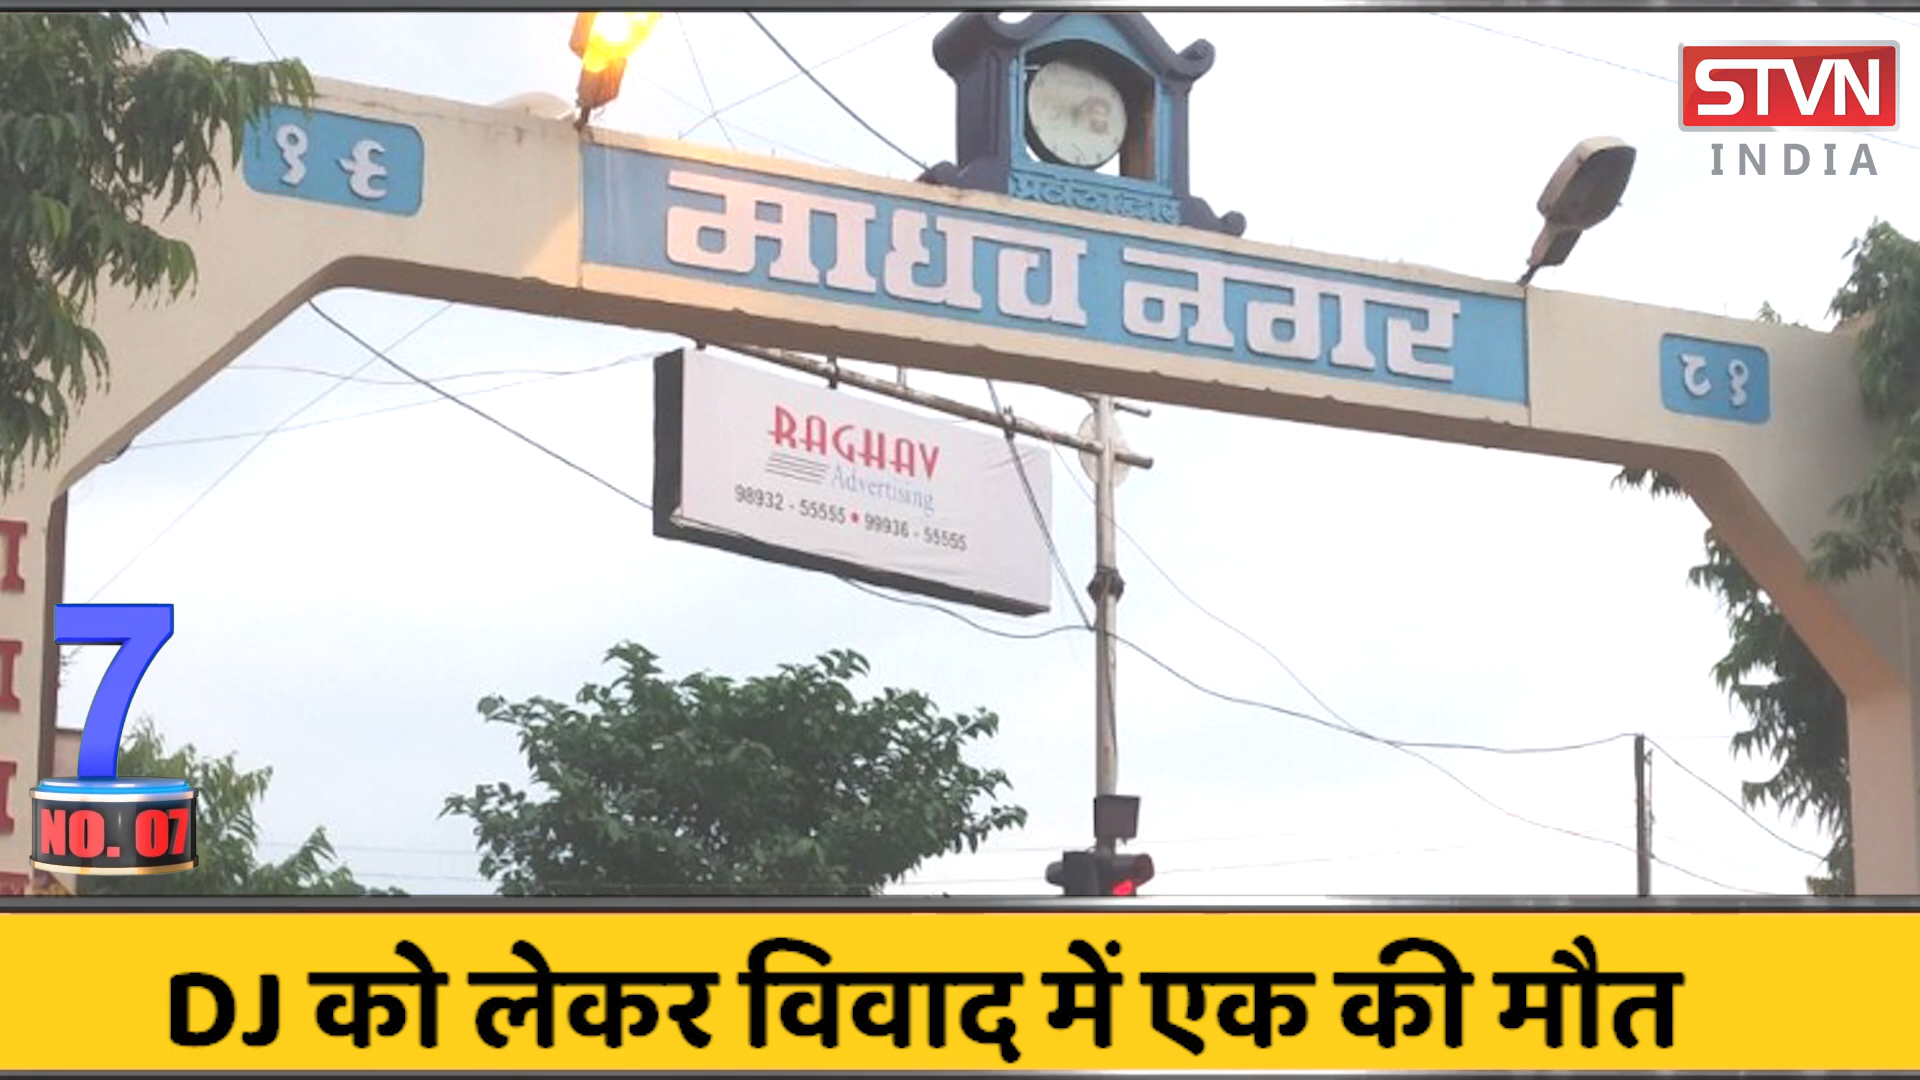 STVN
INDIA
१९
माधव नगर
८१
RAGHAV
Advertising
98932 - 55555 • 99936 - 55555
7
NO. 07
DJ को लेकर विवाद में एक की मौत